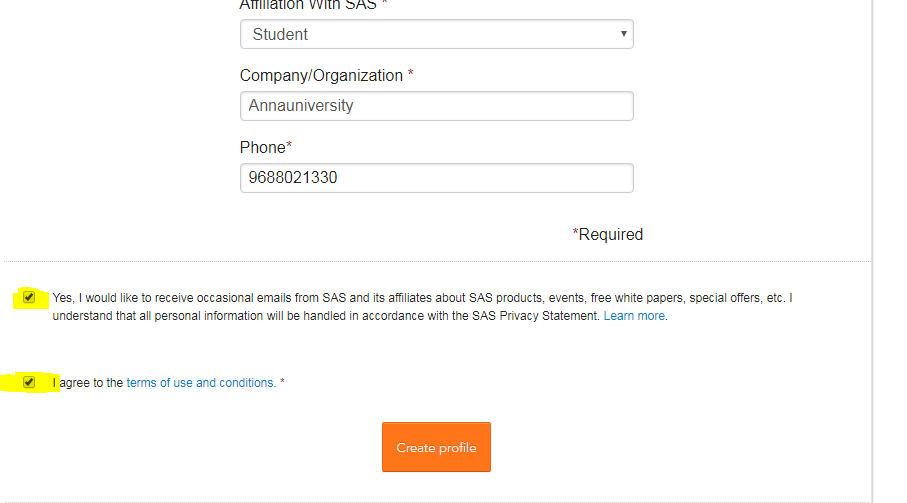 Affiliation With SAS *
Student
Company/Organization *
Annauniversity
Phone*
9688021330
*Required
Yes, I would like to receive occasional emails from SAS and its affiliates about SAS products, events, free white papers, special offers, etc. I
understand that all personal information will be handled in accordance with the SAS Privacy Statement. Learn more.
I agree to the terms of use and conditions. *
Create profile